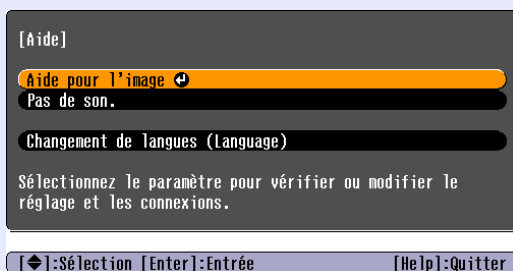 [Aide]
Aide pour l'image
Pas de son.
Changement de langues (Language)
Sélectionnez le paramètre pour vérifier ou modifier le
réglage et les connexions.
[◆]:Sélection [Enter]:Entrée [Help]:Quitter